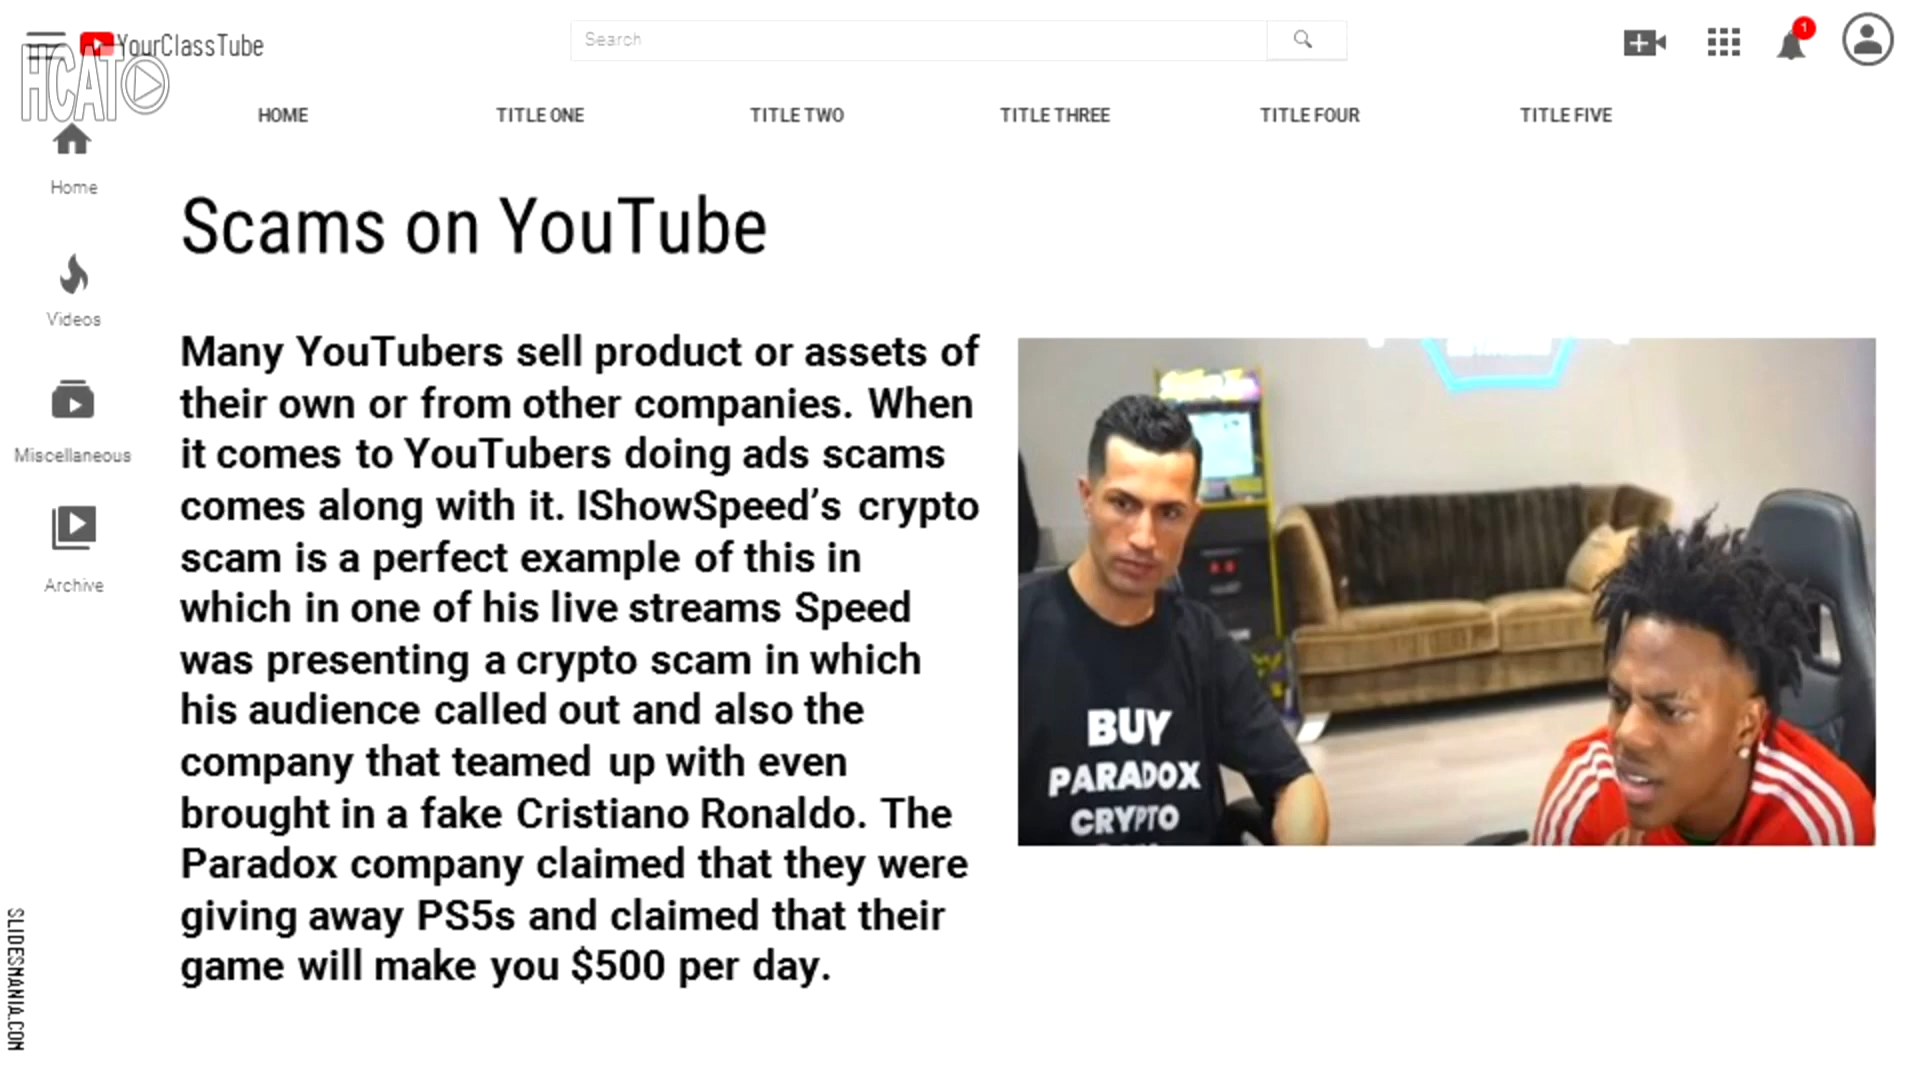 YourClassTube
Search
1
HCAT
HOME
TITLE ONE
TITLE TWO
TITLE THREE
TITLE FOUR
TITLE FIVE
Home
Videos
Miscellaneous
Archive
Scams on YouTube
Many YouTubers sell product or assets of
their own or from other companies. When
it comes to YouTubers doing ads scams
comes along with it. IShowSpeed’s crypto
scam is a perfect example of this in
which in one of his live streams Speed
was presenting a crypto scam in which
his audience called out and also the
company that teamed up with even
brought in a fake Cristiano Ronaldo. The
Paradox company claimed that they were
giving away PS5s and claimed that their
game will make you $500 per day.
BUY
PARADOX
CRYPTO
SLIDESMANIA.COM